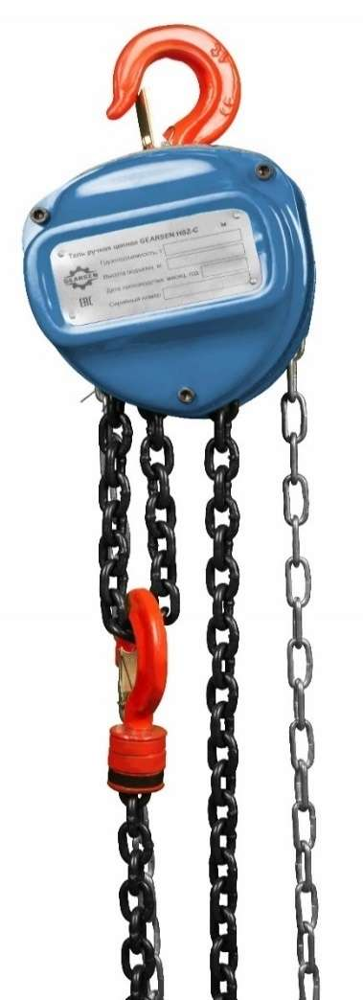 Таль ручная цепная GEARSEN HSZ-C
м
Грузоподъемность, т
Высота подъема, м
Дата производства: месяц, год
Серийный номер
GEARSEN
EAC